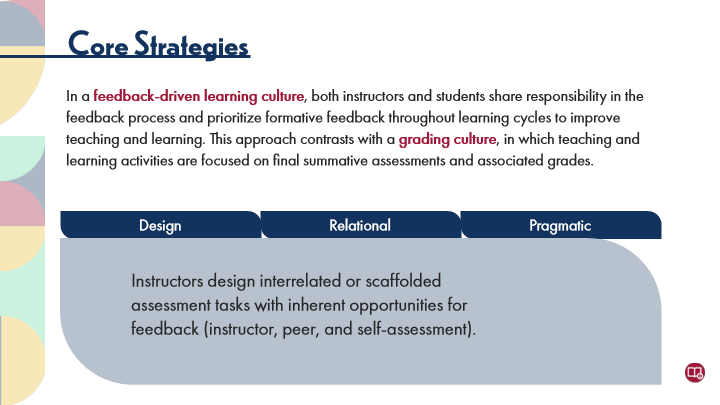 Core Strategies
In a feedback-driven learning culture, both instructors and students share responsibility in the
feedback process and prioritize formative feedback throughout learning cycles to improve
teaching and learning. This approach contrasts with a grading culture, in which teaching and
learning activities are focused on final summative assessments and associated grades.
Design
Relational
Pragmatic
Instructors design interrelated or scaffolded
assessment tasks with inherent opportunities for
feedback (instructor, peer, and self-assessment).